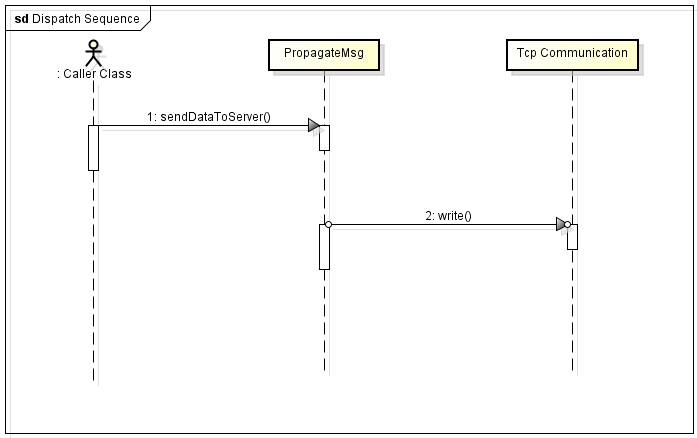 sd Dispatch Sequence
: Caller Class
PropagateMsg
Tcp Communication
1: sendDataToServer()
2: write()